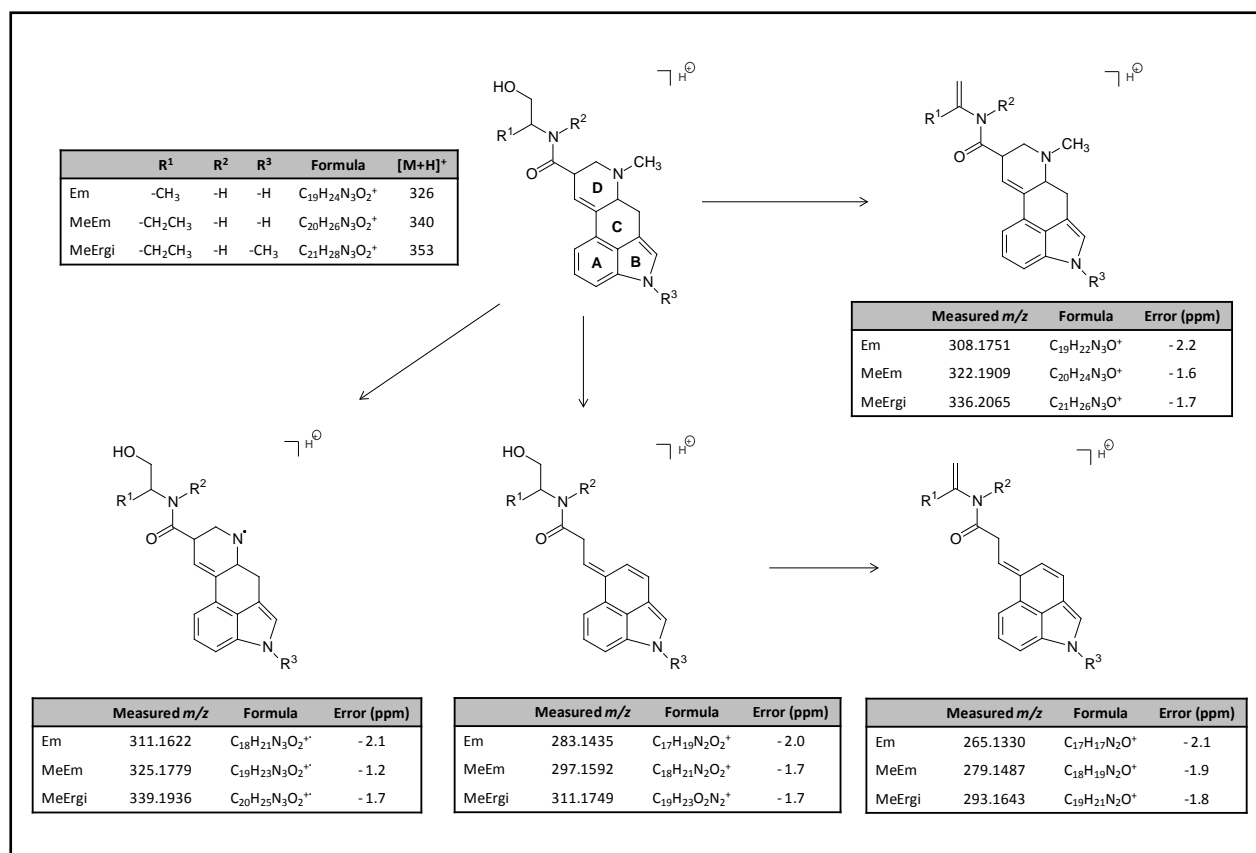 HO
R¹ N R²
O N CH₃
D
C
A B
N R³
H⊕
R¹ R² R³ Formula [M+H]⁺
Em -CH₃ -H -H C₁₉H₂₄N₃O₂⁺ 326
MeEm -CH₂CH₃ -H -H C₂₀H₂₆N₃O₂⁺ 340
MeErgi -CH₂CH₃ -H -CH₃ C₂₁H₂₈N₃O₂⁺ 353
H⊕
R¹ N R²
O N CH₃
N R³
Measured m/z Formula Error (ppm)
Em 308.1751 C₁₉H₂₂N₃O⁺ - 2.2
MeEm 322.1909 C₂₀H₂₄N₃O⁺ - 1.6
MeErgi 336.2065 C₂₁H₂₆N₃O⁺ - 1.7
H⊕
HO
R¹ N R²
O N•
N R³
Measured m/z Formula Error (ppm)
Em 311.1622 C₁₈H₂₁N₃O₂⁺• - 2.1
MeEm 325.1779 C₁₉H₂₃N₃O₂⁺• - 1.2
MeErgi 339.1936 C₂₀H₂₅N₃O₂⁺• - 1.7
H⊕
HO
R¹ N R²
O
N R³
Measured m/z Formula Error (ppm)
Em 283.1435 C₁₇H₁₉N₂O₂⁺ - 2.0
MeEm 297.1592 C₁₈H₂₁N₂O₂⁺ - 1.7
MeErgi 311.1749 C₁₉H₂₃O₂N₂⁺ - 1.7
H⊕
R¹ N R²
O
N R³
Measured m/z Formula Error (ppm)
Em 265.1330 C₁₇H₁₇N₂O⁺ - 2.1
MeEm 279.1487 C₁₈H₁₉N₂O⁺ -1.9
MeErgi 293.1643 C₁₉H₂₁N₂O⁺ -1.8